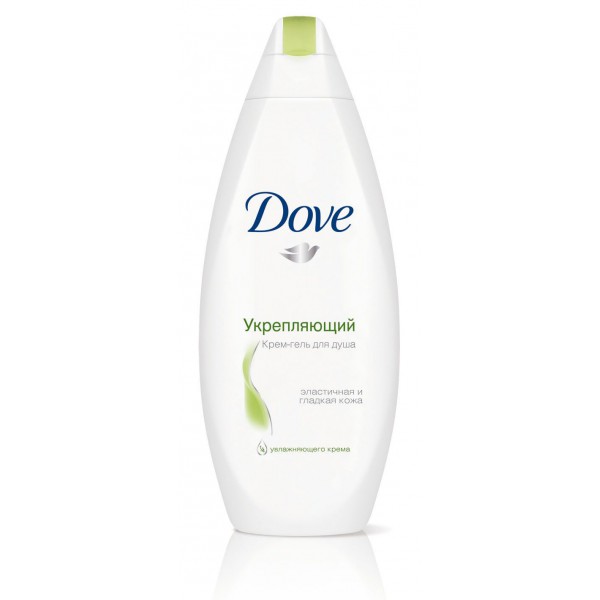 Dove
Укрепляющий
Крем-гель для душа
эластичная и
гладкая кожа
¼ увлажняющего крема